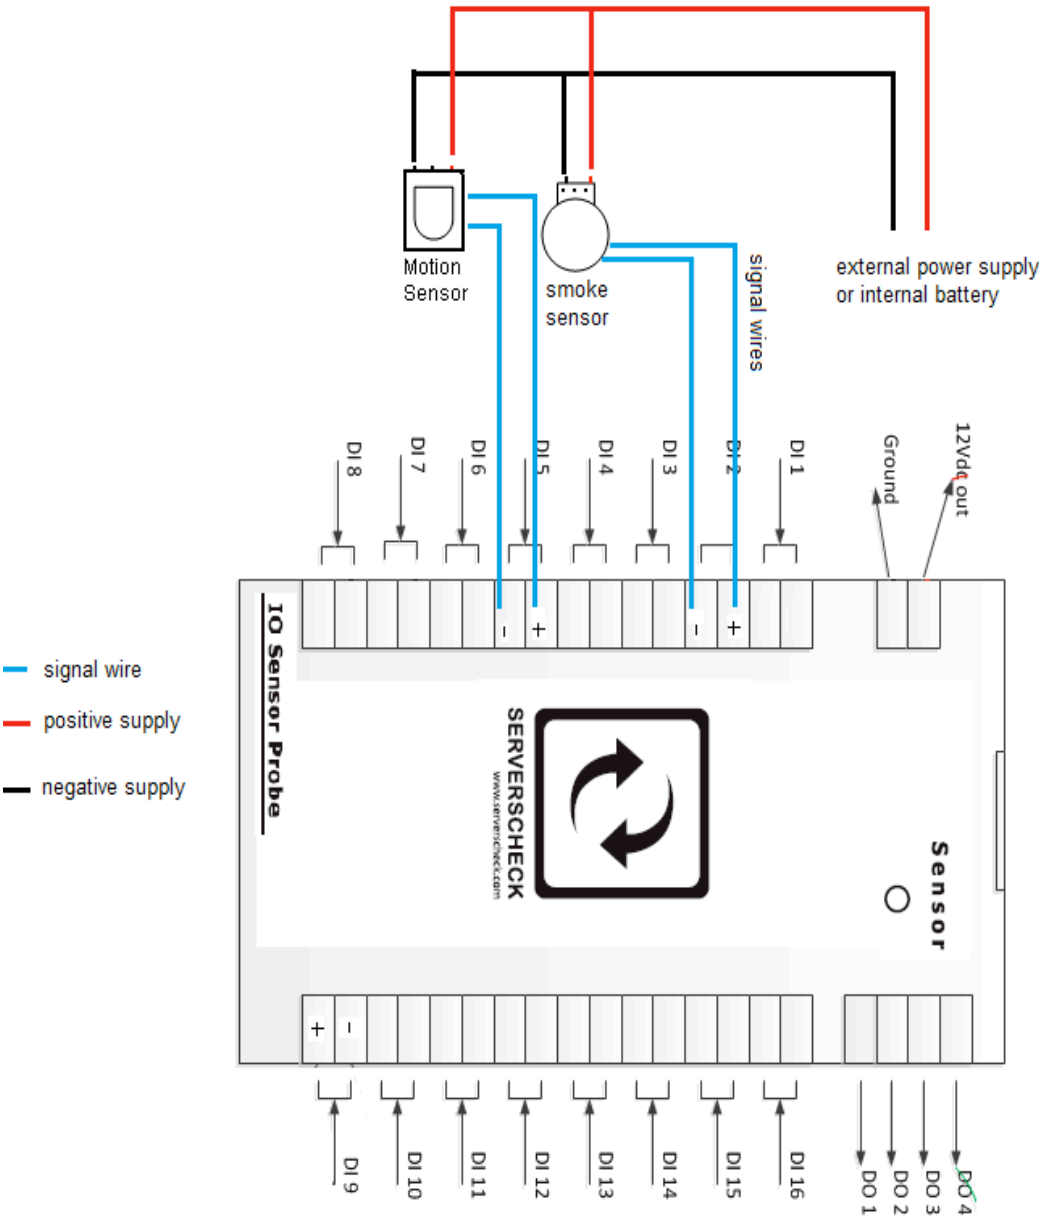 Motion
Sensor
smoke
sensor
signal wires
external power supply
or internal battery
DI 8
DI 7
DI 6
DI 5
DI 4
DI 3
DI 2
DI 1
Ground
12Vdc out
- +
- +
IO Sensor Probe
signal wire
positive supply
negative supply
SERVERSCHECK
www.serverscheck.com
Sensor
+ -
DI 9
DI 10
DI 11
DI 12
DI 13
DI 14
DI 15
DI 16
DO 1
DO 2
DO 3
DO 4